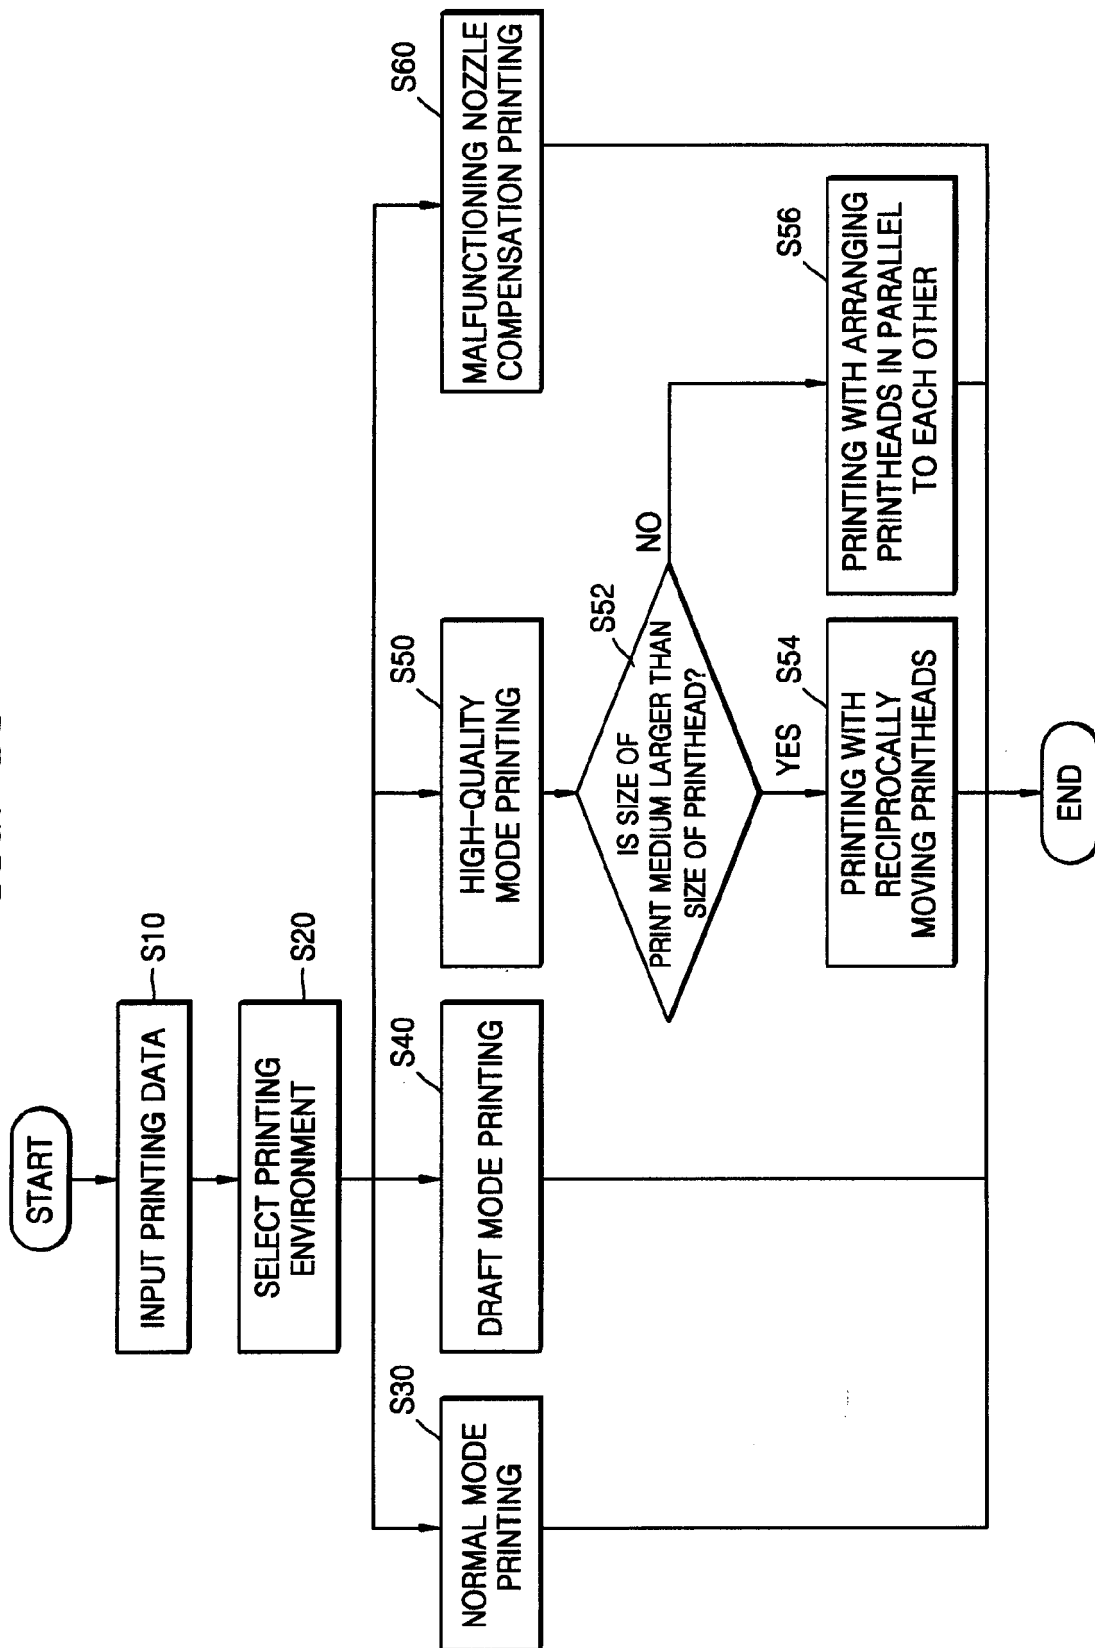 START
INPUT PRINTING DATA
S10
SELECT PRINTING
ENVIRONMENT
S20
NORMAL MODE
PRINTING
S30
DRAFT MODE PRINTING
S40
HIGH-QUALITY
MODE PRINTING
S50
MALFUNCTIONING NOZZLE
COMPENSATION PRINTING
S60
IS SIZE OF
PRINT MEDIUM LARGER THAN
SIZE OF PRINTHEAD?
S52
NO
YES
PRINTING WITH
RECIPROCALLY
MOVING PRINTHEADS
S54
PRINTING WITH ARRANGING
PRINTHEADS IN PARALLEL
TO EACH OTHER
S56
END